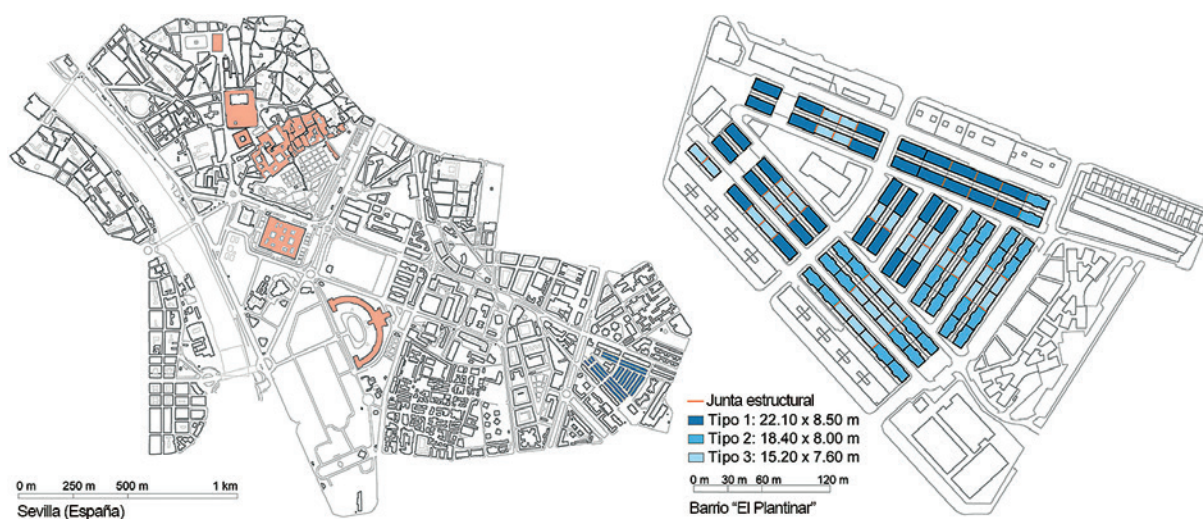 0 m 250 m 500 m 1 km
Sevilla (España)
Junta estructural
Tipo 1: 22.10 x 8.50 m
Tipo 2: 18.40 x 8.00 m
Tipo 3: 15.20 x 7.60 m
0 m 30 m 60 m 120 m
Barrio "El Plantinar"